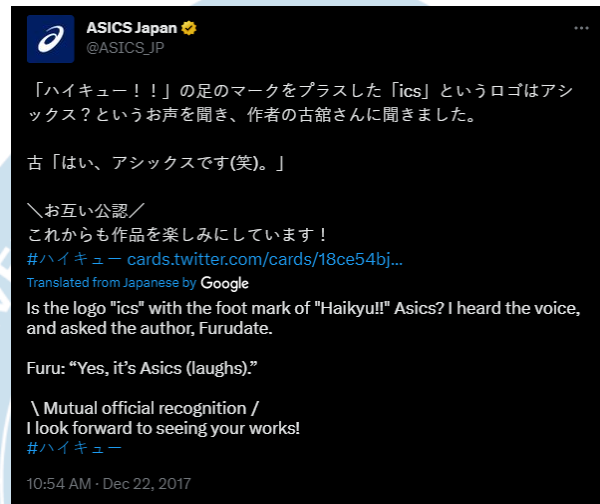 ASICS Japan
@ASICS_JP
「ハイキュー！！」の足のマークをプラスした「ics」というロゴはアシ
ックス？というお声を聞き、作者の古舘さんに聞きました。
古「はい、アシックスです(笑)。」
＼お互い公認／
これからも作品を楽しみにしています！
#ハイキュー cards.twitter.com/cards/18ce54bj...
Translated from Japanese by Google
Is the logo "ics" with the foot mark of "Haikyu!!" Asics? I heard the voice,
and asked the author, Furudate.
Furu: “Yes, it’s Asics (laughs).”
\ Mutual official recognition /
I look forward to seeing your works!
#ハイキュー
10:54 AM · Dec 22, 2017